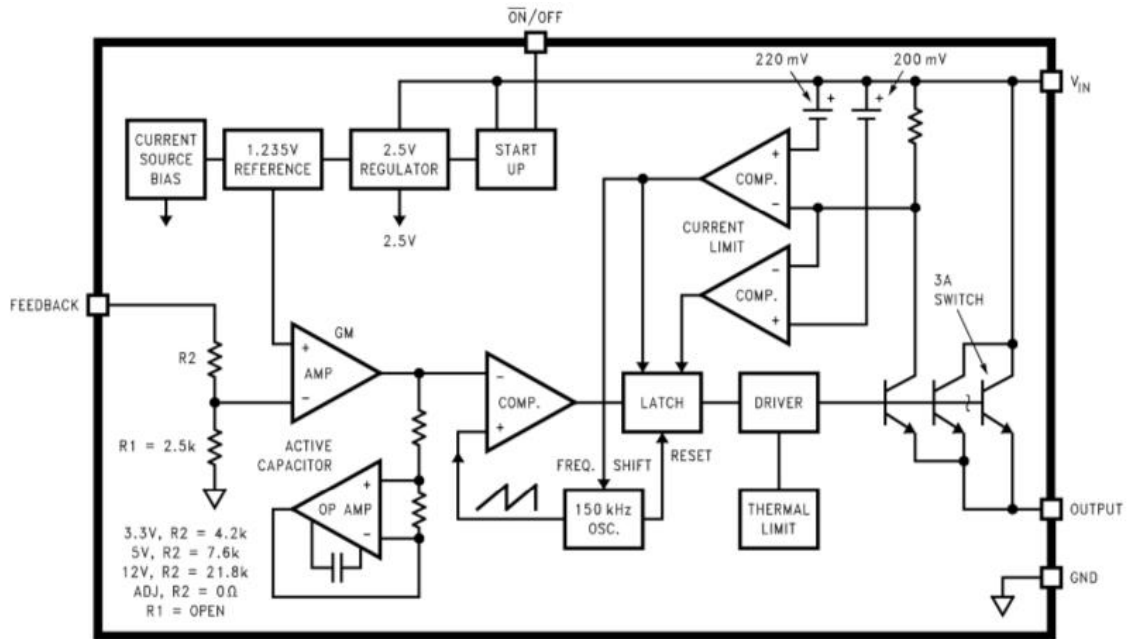 ON/OFF
220 mV
200 mV
VIN
CURRENT
SOURCE
BIAS
1.235V
REFERENCE
2.5V
REGULATOR
START
UP
+
COMP.
-
2.5V
CURRENT
LIMIT
-
COMP.
+
3A
SWITCH
FEEDBACK
R2
GM
+
AMP
-
-
COMP.
+
LATCH
DRIVER
R1 = 2.5k
ACTIVE
CAPACITOR
+
OP AMP
-
FREQ. SHIFT
RESET
150 kHz
OSC.
THERMAL
LIMIT
OUTPUT
3.3V, R2 = 4.2k
5V, R2 = 7.6k
12V, R2 = 21.8k
ADJ, R2 = 0Ω
R1 = OPEN
GND